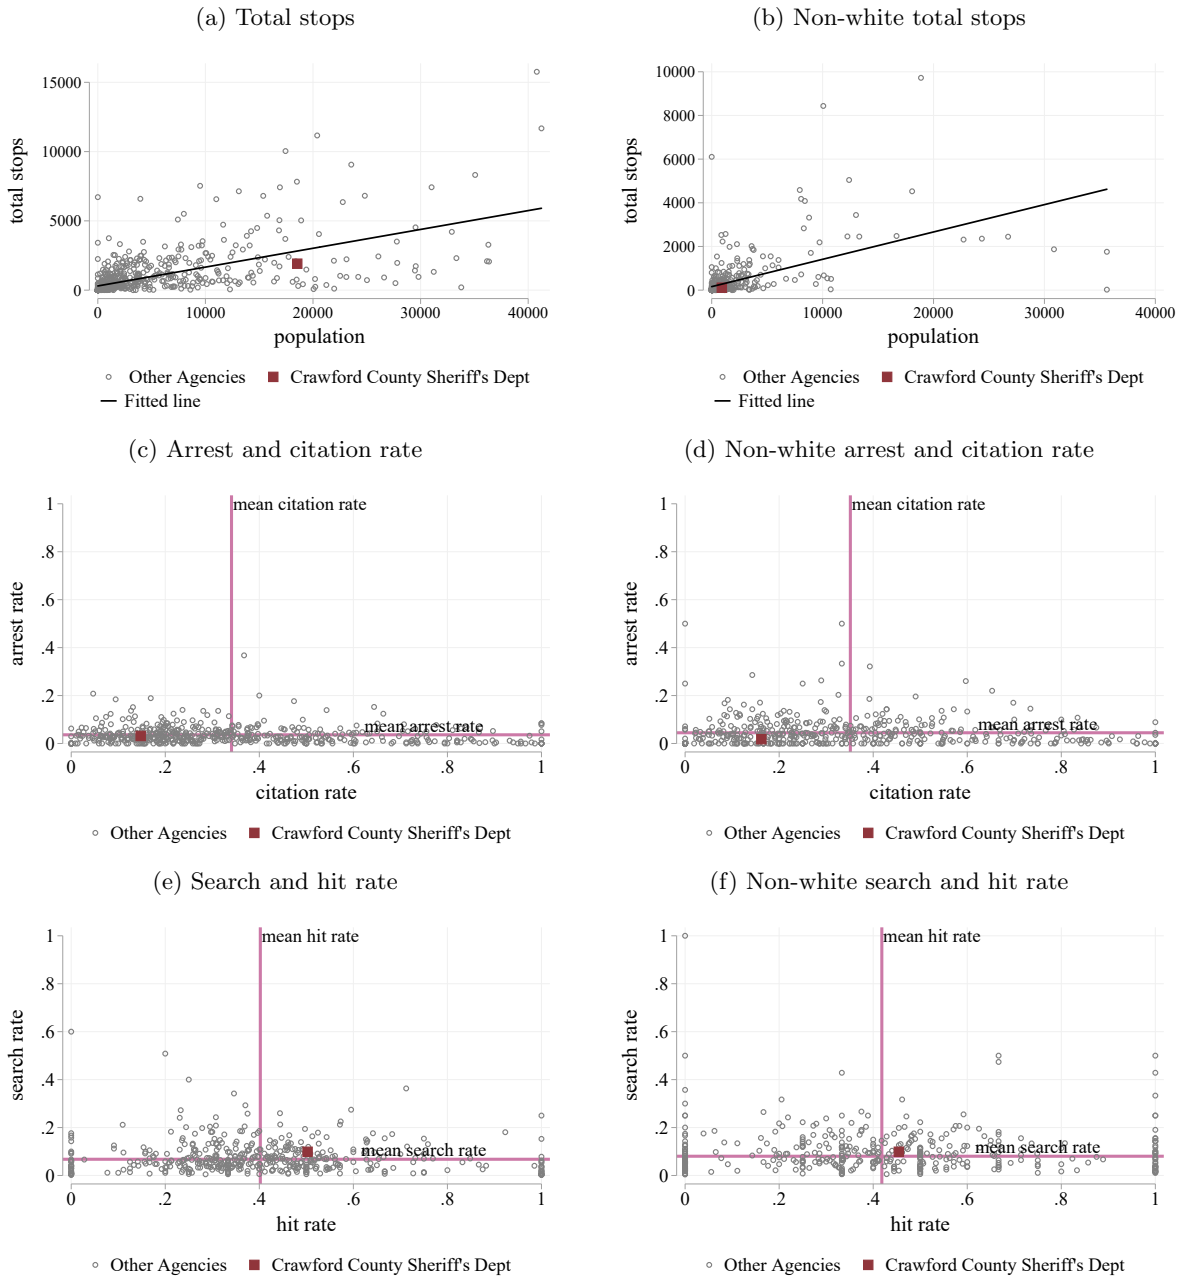 (a) Total stops
(b) Non-white total stops
15000
10000
5000
0
total stops
0 10000 20000 30000 40000
population
Other Agencies Crawford County Sheriff's Dept
Fitted line
10000
8000
6000
4000
2000
0
total stops
0 10000 20000 30000 40000
population
Other Agencies Crawford County Sheriff's Dept
Fitted line
(c) Arrest and citation rate
(d) Non-white arrest and citation rate
mean citation rate
1
.8
.6
.4
.2
0
arrest rate
mean arrest rate
0 .2 .4 .6 .8 1
citation rate
Other Agencies Crawford County Sheriff's Dept
mean citation rate
1
.8
.6
.4
.2
0
arrest rate
mean arrest rate
0 .2 .4 .6 .8 1
citation rate
Other Agencies Crawford County Sheriff's Dept
(e) Search and hit rate
(f) Non-white search and hit rate
mean hit rate
1
.8
.6
.4
.2
0
search rate
mean search rate
0 .2 .4 .6 .8 1
hit rate
Other Agencies Crawford County Sheriff's Dept
mean hit rate
1
.8
.6
.4
.2
0
search rate
mean search rate
0 .2 .4 .6 .8 1
hit rate
Other Agencies Crawford County Sheriff's Dept